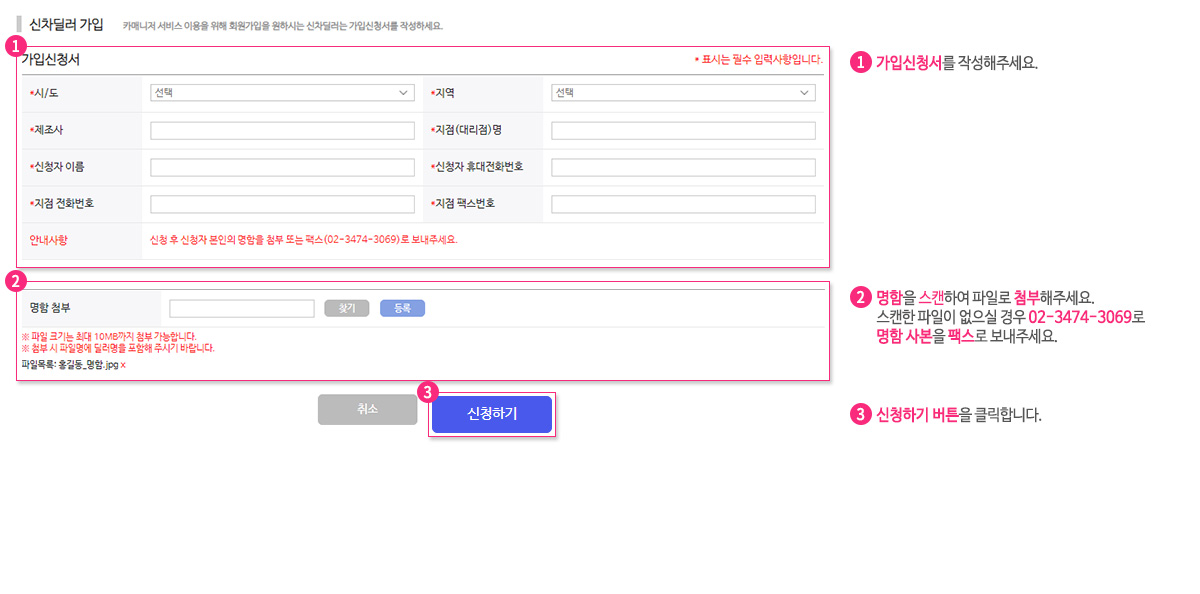 신차딜러 가입 카매니저 서비스 이용을 위해 회원가입을 원하시는 신차딜러는 가입신청서를 작성하세요.
1
가입신청서 * 표시는 필수 입력사항입니다.
*시/도 선택 *지역 선택
*제조사 *지점(대리점)명
*신청자 이름 *신청자 휴대전화번호
*지점 전화번호 *지점 팩스번호
안내사항 신청 후 신청자 본인의 명함을 첨부 또는 팩스(02-3474-3069)로 보내주세요.
2
명함 첨부 찾기 등록
※ 파일 크기는 최대 10MB까지 첨부 가능합니다.
※ 첨부 시 파일명에 딜러명을 포함해 주시기 바랍니다.
파일목록: 홍길동_명함.jpg x
3
취소 신청하기
1 가입신청서를 작성해주세요.
2 명함을 스캔하여 파일로 첨부해주세요.
스캔한 파일이 없으실 경우 02-3474-3069로
명함 사본을 팩스로 보내주세요.
3 신청하기 버튼을 클릭합니다.